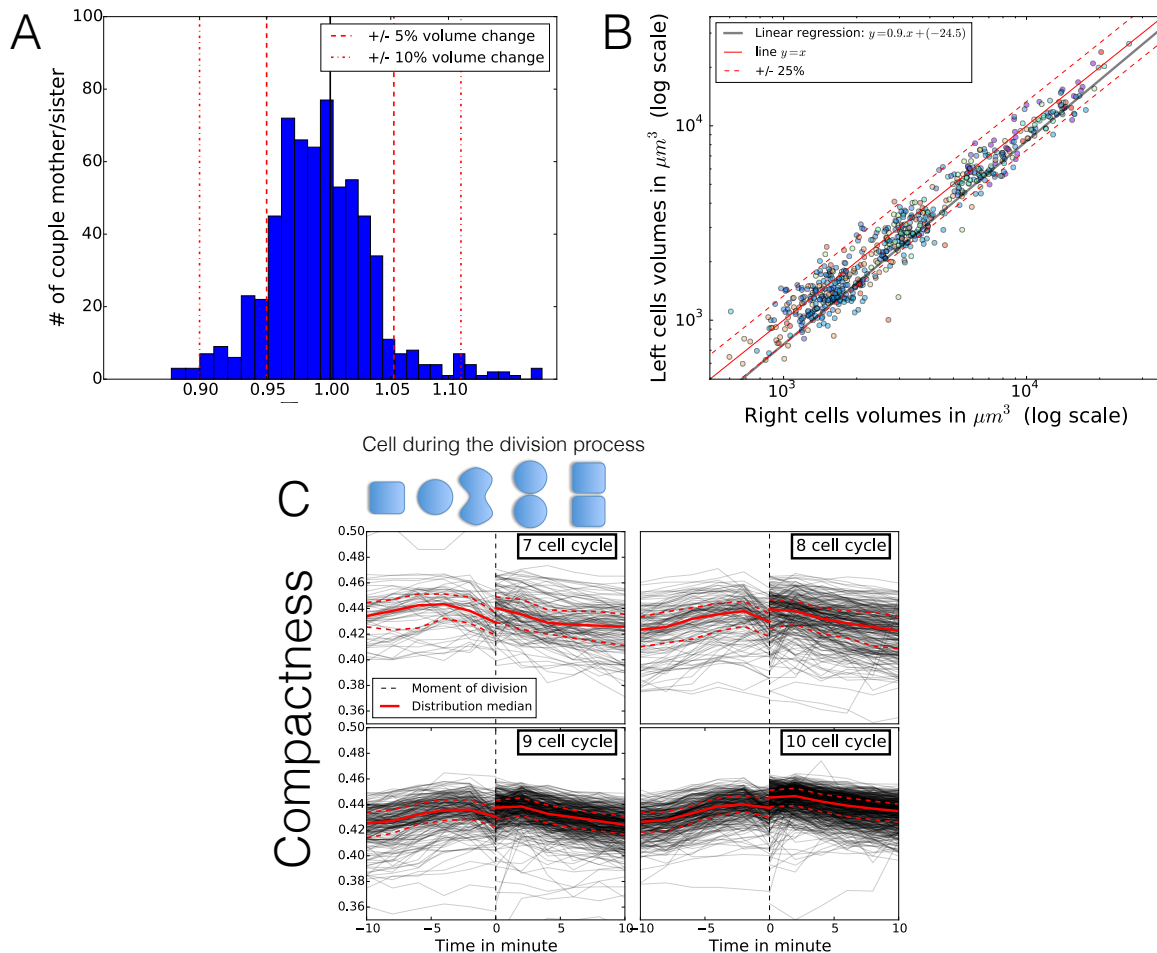 A
100
80
60
40
20
0
# of couple mother/sister
+/- 5% volume change
+/- 10% volume change
0.90
0.95
1.00
1.05
1.10
B
Left cells volumes in μm³ (log scale)
10⁴
10³
Linear regression: y=0.9.x+(−24.5)
line y=x
+/- 25%
10³
10⁴
Right cells volumes in μm³ (log scale)
Cell during the division process
C
Compactness
0.50
0.46
0.44
0.42
0.40
0.38
0.36
7 cell cycle
Moment of division
Distribution median
8 cell cycle
0.50
0.46
0.44
0.42
0.40
0.38
0.36
9 cell cycle
10 cell cycle
−10
−5
0
5
10
Time in minute
−10
−5
0
5
10
Time in minute